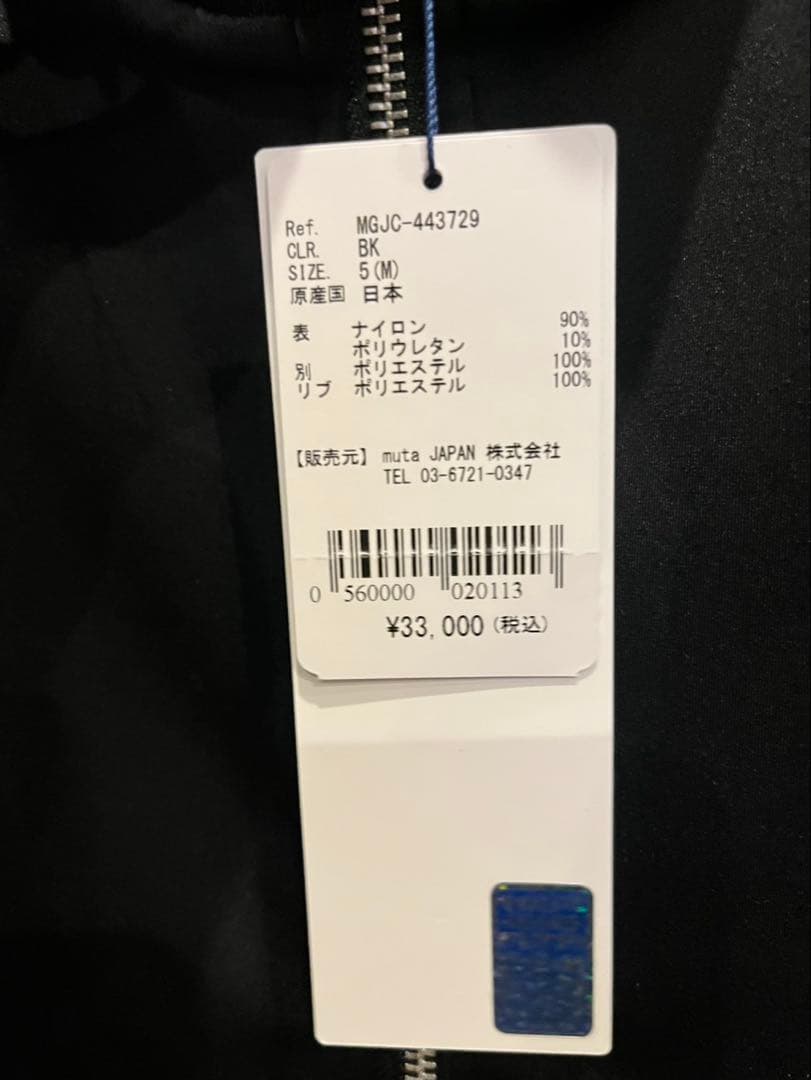 Ref. MGJC-443729
CLR. BK
SIZE. 5(M)
原産国 日本
表 ナイロン 90%
ポリウレタン 10%
別 ポリエステル 100%
リブ ポリエステル 100%
【販売元】 muta JAPAN 株式会社
TEL 03-6721-0347
0 560000 020113
¥33,000(税込)